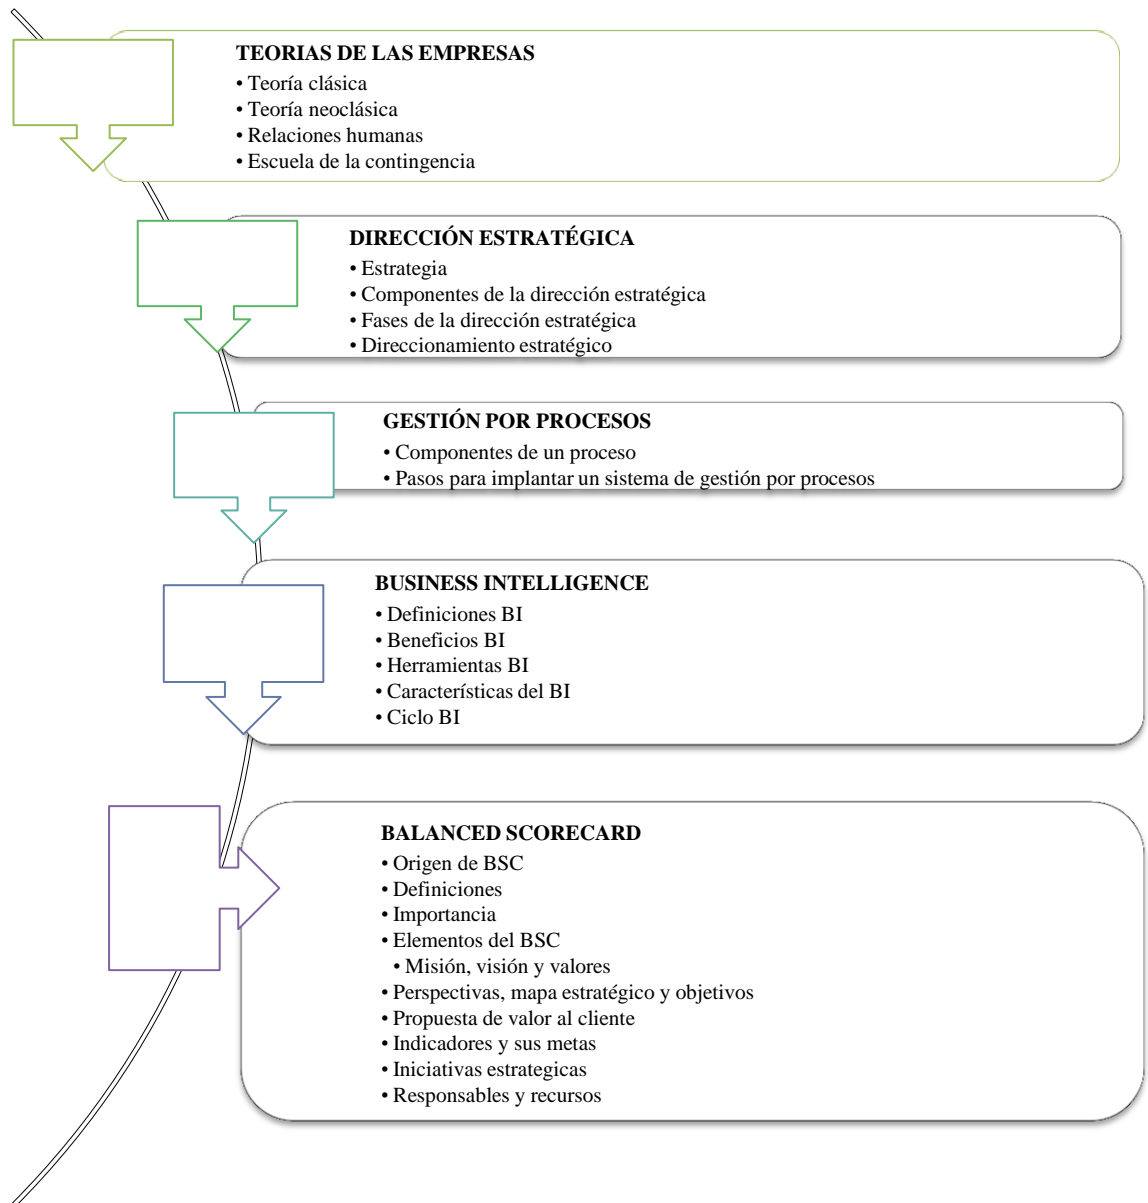 TEORIAS DE LAS EMPRESAS
• Teoría clásica
• Teoría neoclásica
• Relaciones humanas
• Escuela de la contingencia
DIRECCIÓN ESTRATÉGICA
• Estrategia
• Componentes de la dirección estratégica
• Fases de la dirección estratégica
• Direccionamiento estratégico
GESTIÓN POR PROCESOS
• Componentes de un proceso
• Pasos para implantar un sistema de gestión por procesos
BUSINESS INTELLIGENCE
• Definiciones BI
• Beneficios BI
• Herramientas BI
• Características del BI
• Ciclo BI
BALANCED SCORECARD
• Origen de BSC
• Definiciones
• Importancia
• Elementos del BSC
• Misión, visión y valores
• Perspectivas, mapa estratégico y objetivos
• Propuesta de valor al cliente
• Indicadores y sus metas
• Iniciativas estrategicas
• Responsables y recursos